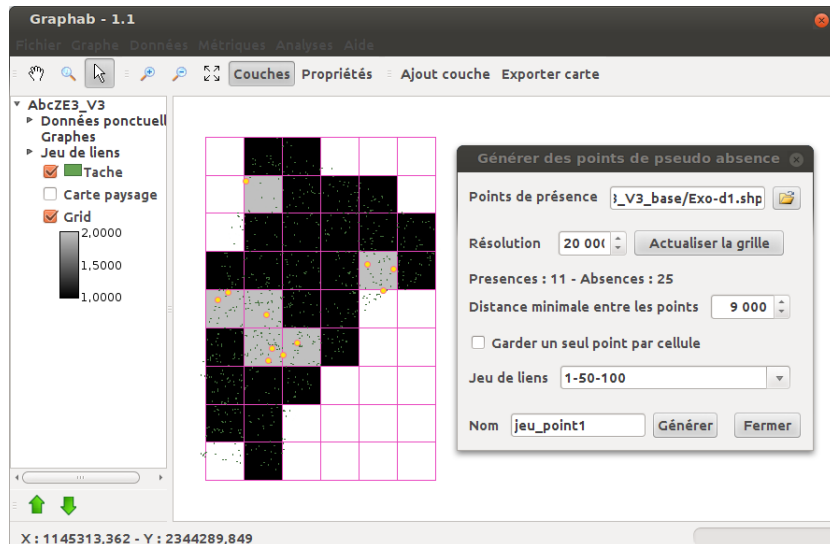 Graphab - 1.1
Fichier Graphe Données Métriques Analyses Aide
Couches Propriétés Ajout couche Exporter carte
AbcZE3_V3
Données ponctuell
Graphes
Jeu de liens
Tache
Carte paysage
Grid
2,0000
1,5000
1,0000
Générer des points de pseudo absence
Points de présence 3_V3_base/Exo-d1.shp
Résolution 20 00 Actualiser la grille
Presences : 11 - Absences : 25
Distance minimale entre les points 9 000
Garder un seul point par cellule
Jeu de liens 1-50-100
Nom jeu_point1 Générer Fermer
X : 1145313,362 - Y : 2344289,849